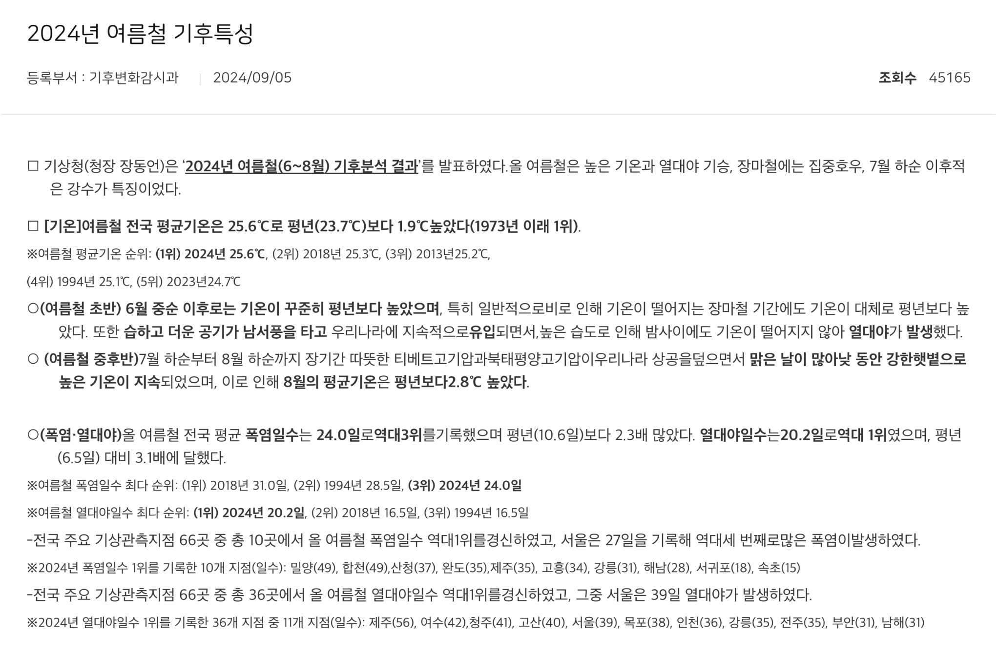 2024년 여름철 기후특성
등록부서 : 기후변화감시과 2024/09/05 조회수 45165
□ 기상청(청장 장동언)은 ‘2024년 여름철(6~8월) 기후분석 결과’를 발표하였다.올 여름철은 높은 기온과 열대야 기승, 장마철에는 집중호우, 7월 하순 이후적
은 강수가 특징이었다.
□ [기온]여름철 전국 평균기온은 25.6℃로 평년(23.7℃)보다 1.9℃높았다(1973년 이래 1위).
※여름철 평균기온 순위: (1위) 2024년 25.6℃, (2위) 2018년 25.3℃, (3위) 2013년25.2℃,
(4위) 1994년 25.1℃, (5위) 2023년24.7℃
○(여름철 초반) 6월 중순 이후로는 기온이 꾸준히 평년보다 높았으며, 특히 일반적으로비로 인해 기온이 떨어지는 장마철 기간에도 기온이 대체로 평년보다 높
았다. 또한 습하고 더운 공기가 남서풍을 타고 우리나라에 지속적으로유입되면서,높은 습도로 인해 밤사이에도 기온이 떨어지지 않아 열대야가 발생했다.
○ (여름철 중후반)7월 하순부터 8월 하순까지 장기간 따뜻한 티베트고기압과북태평양고기압이우리나라 상공을덮으면서 맑은 날이 많아낮 동안 강한햇볕으로
높은 기온이 지속되었으며, 이로 인해 8월의 평균기온은 평년보다2.8℃ 높았다.
○(폭염·열대야)올 여름철 전국 평균 폭염일수는 24.0일로역대3위를기록했으며 평년(10.6일)보다 2.3배 많았다. 열대야일수는20.2일로역대 1위였으며, 평년
(6.5일) 대비 3.1배에 달했다.
※여름철 폭염일수 최다 순위: (1위) 2018년 31.0일, (2위) 1994년 28.5일, (3위) 2024년 24.0일
※여름철 열대야일수 최다 순위: (1위) 2024년 20.2일, (2위) 2018년 16.5일, (3위) 1994년 16.5일
-전국 주요 기상관측지점 66곳 중 총 10곳에서 올 여름철 폭염일수 역대1위를경신하였고, 서울은 27일을 기록해 역대세 번째로많은 폭염이발생하였다.
※2024년 폭염일수 1위를 기록한 10개 지점(일수): 밀양(49), 합천(49),산청(37), 완도(35),제주(35), 고흥(34), 강릉(31), 해남(28), 서귀포(18), 속초(15)
-전국 주요 기상관측지점 66곳 중 총 36곳에서 올 여름철 열대야일수 역대1위를경신하였고, 그중 서울은 39일 열대야가 발생하였다.
※2024년 열대야일수 1위를 기록한 36개 지점 중 11개 지점(일수): 제주(56), 여수(42),청주(41), 고산(40), 서울(39), 목포(38), 인천(36), 강릉(35), 전주(35), 부안(31), 남해(31)